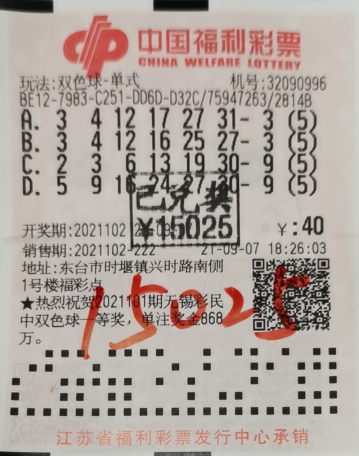 中国福利彩票
CHINA WELFARE LOTTERY
玩法:双色球-单式 机号:32090996
BE12-7983-C251-DD6D-D32C/75947263/2814B
A. 3 4 12 17 27 31- 3 (5)
B. 3 4 12 16 25 27- 3 (5)
C. 2 3 6 13 19 30- 9 (5)
D. 5 9 16 24 27 30- 9 (5)
已兑奖
¥15025
开奖期:2021102 ¥:40
销售期:2021102-222 21-09-07 18:26:03
地址:东台市时堰镇兴时路南侧
1号楼福彩点
★热烈祝贺2021101期无锡彩民
中双色球一等奖,单注奖金868
万。
15025
江苏省福利彩票发行中心承销